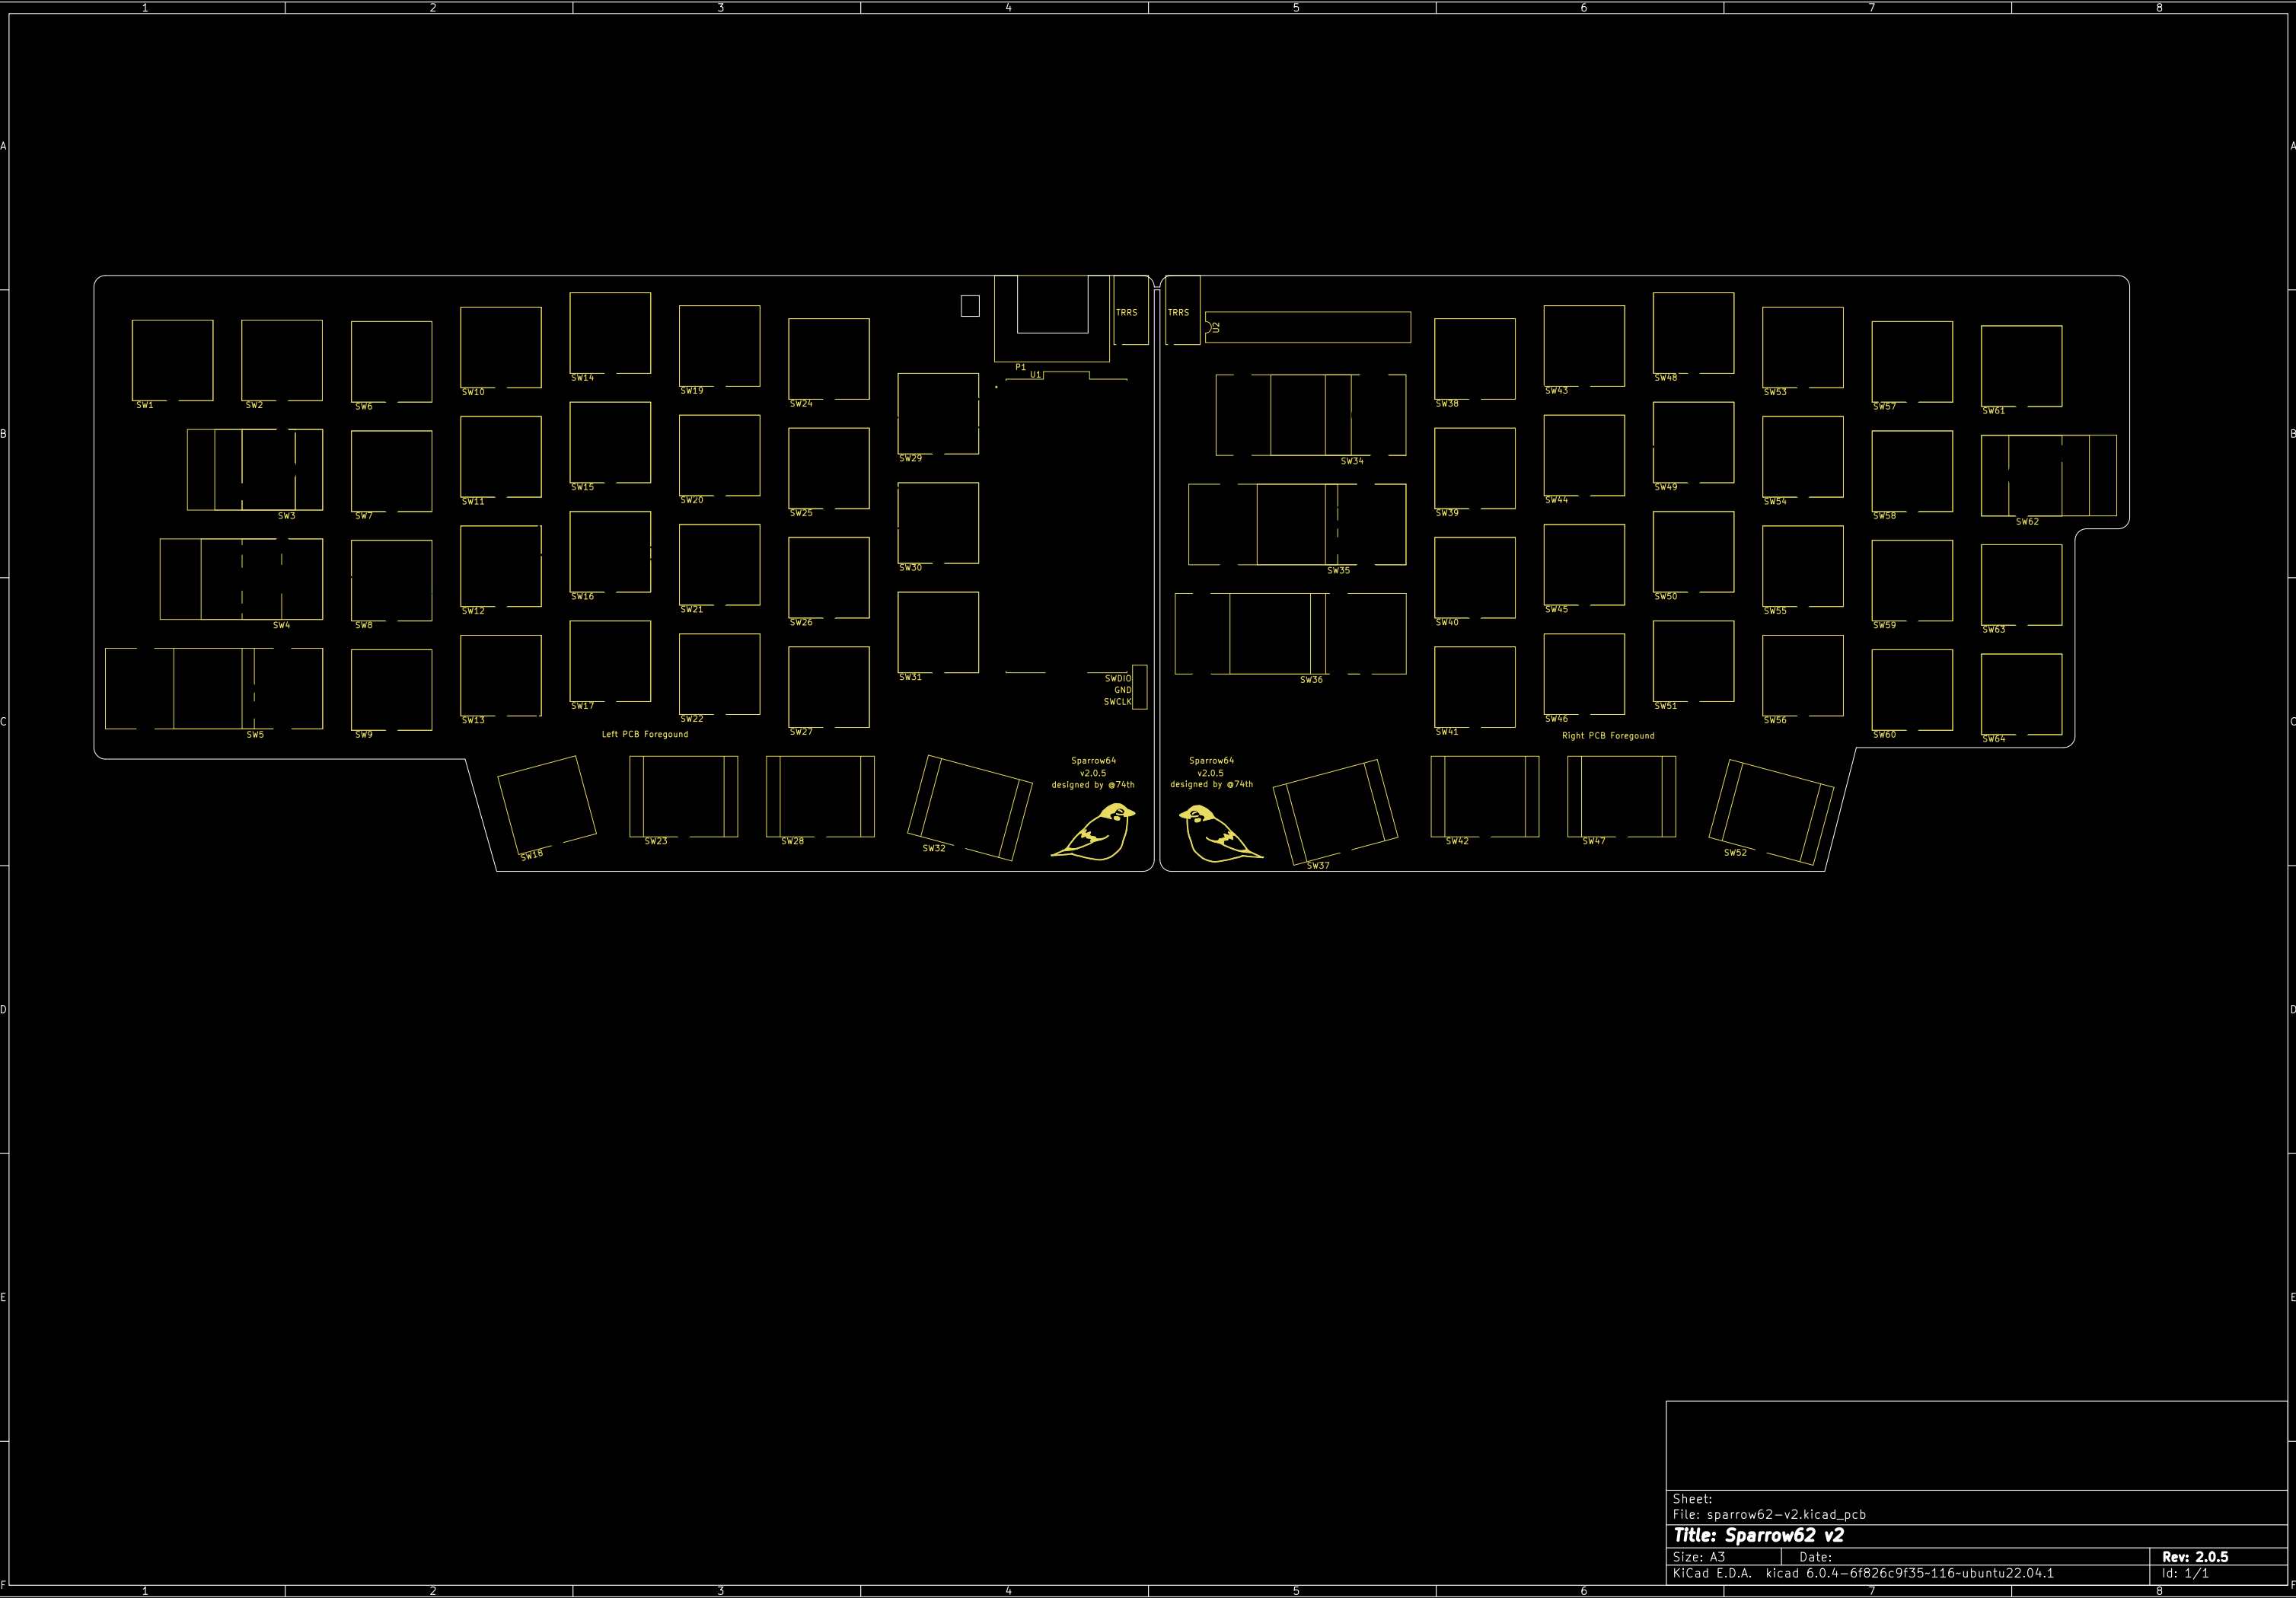 1 2 3 4 5 6 7 8
A A
TRRS TRRS
U2
P1
U1
SW14 SW48
SW10 SW19 SW43 SW53
SW1 SW2 SW6 SW24 SW38 SW57 SW61
SW29 SW34
SW15 SW49
SW11 SW20 SW44 SW54
SW3 SW7 SW25 SW39 SW58 SW62
B B
SW30 SW35
SW16 SW50
SW12 SW21 SW45 SW55
SW4 SW8 SW26 SW40 SW59 SW63
SW31 SW36
SWDIO
GND
SWCLK
SW17 SW51
SW13 SW22 SW46 SW56
C C
SW5 SW9 SW27 SW41 SW60 SW64
Left PCB Foregound Right PCB Foregound
Sparrow64 Sparrow64
v2.0.5 v2.0.5
designed by @74th designed by @74th
SW18 SW23 SW28 SW32 SW37 SW42 SW47 SW52
D D
E E
Sheet:
File: sparrow62-v2.kicad_pcb
Title: Sparrow62 v2
Size: A3 Date: Rev: 2.0.5
KiCad E.D.A. kicad 6.0.4-6f826c9f35~116~ubuntu22.04.1 Id: 1/1
F F
1 2 3 4 5 6 7 8